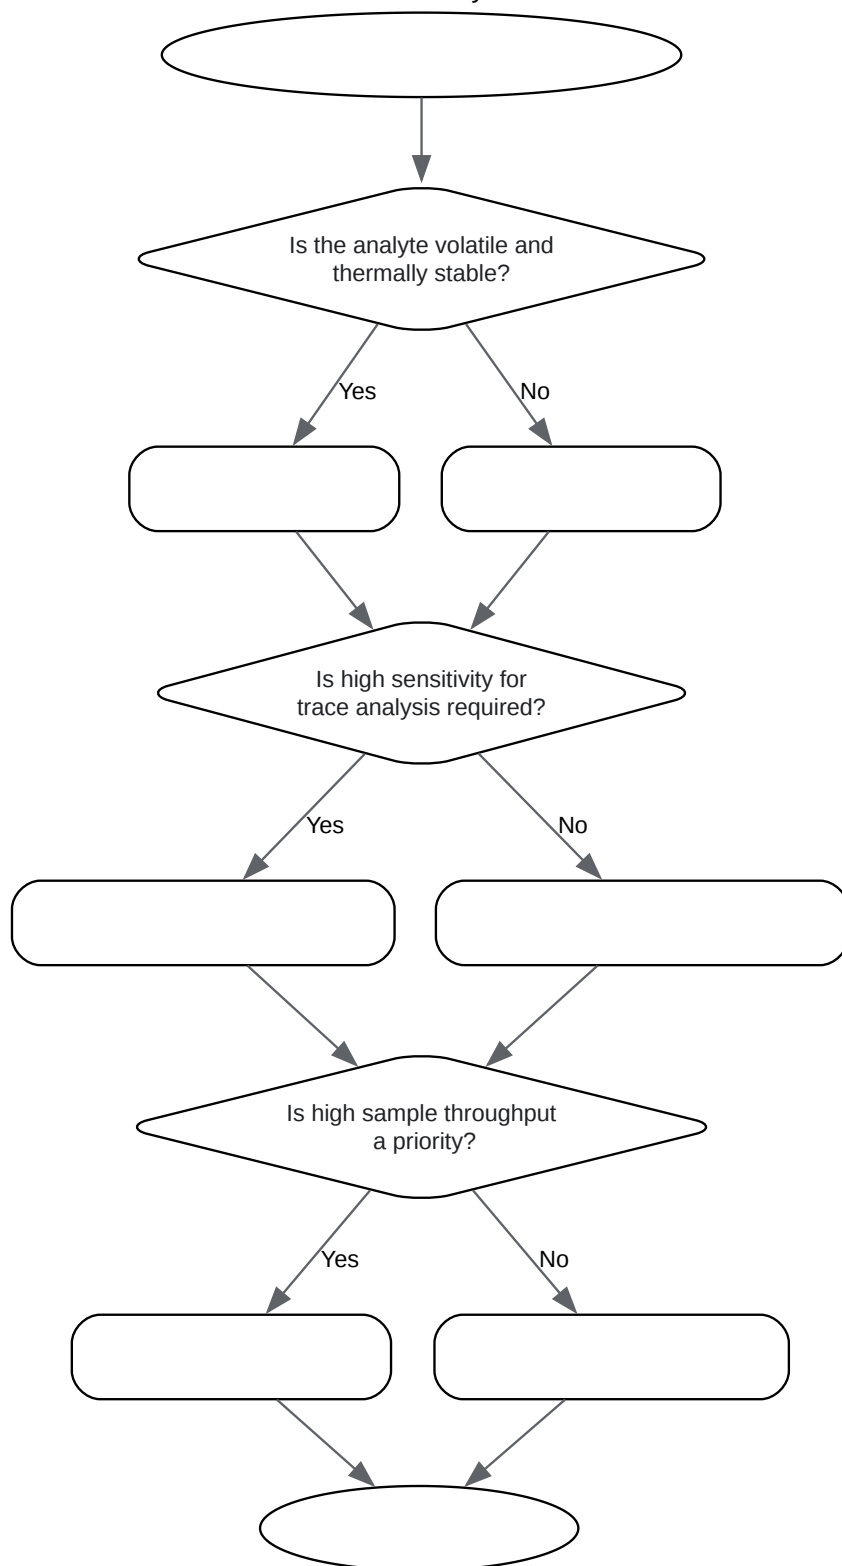 Is the analyte volatile and
thermally stable?
Yes
No
Is high sensitivity for
trace analysis required?
Yes
No
Is high sample throughput
a priority?
Yes
No